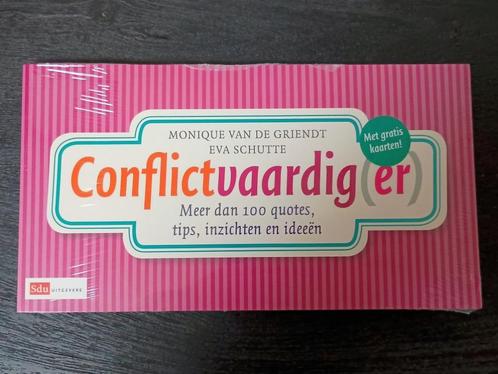 MONIQUE VAN DE GRIENDT
EVA SCHUTTE
Met gratis
kaarten!
Conflictvaardig(er)
Meer dan 100 quotes,
tips, inzichten en ideeën
Sdu UITGEVERS